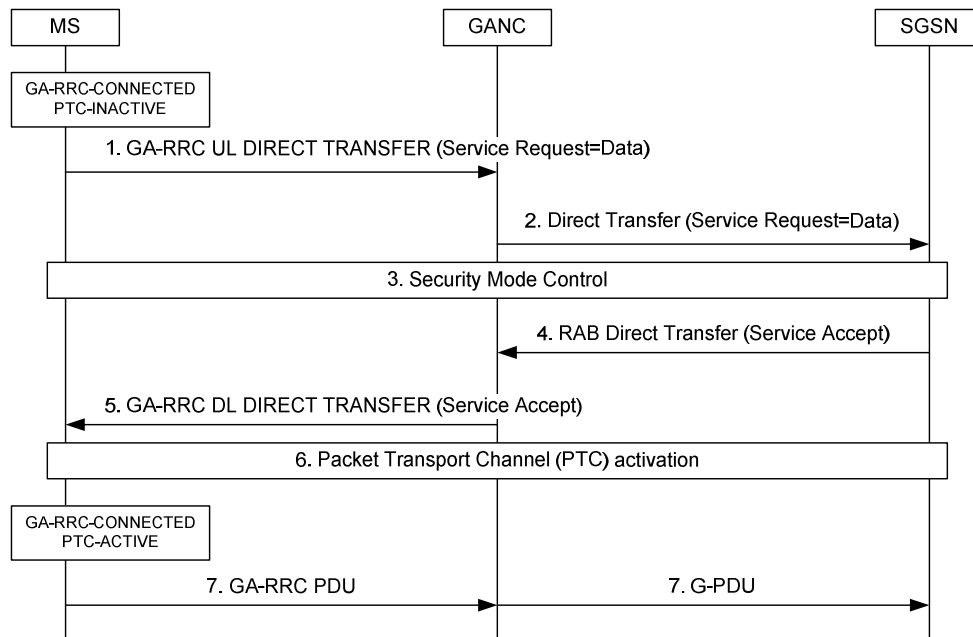 MS
GANC
SGSN
GA-RRC-CONNECTED
PTC-INACTIVE
1. GA-RRC UL DIRECT TRANSFER (Service Request=Data)
2. Direct Transfer (Service Request=Data)
3. Security Mode Control
4. RAB Direct Transfer (Service Accept)
5. GA-RRC DL DIRECT TRANSFER (Service Accept)
6. Packet Transport Channel (PTC) activation
GA-RRC-CONNECTED
PTC-ACTIVE
7. GA-RRC PDU
7. G-PDU